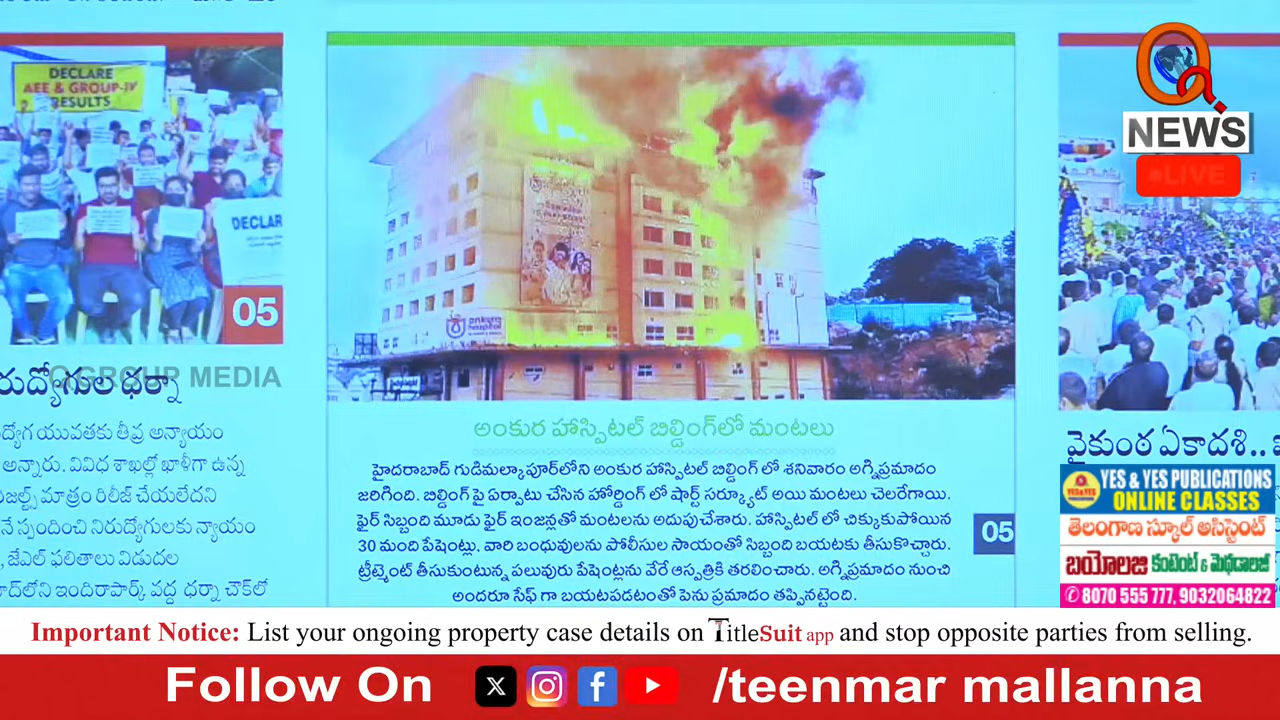 DECLARE
AEE & GROUP-IV
RESULTS
DECLAR
05
రుద్యోగుల ధర్నా
Q GROUP MEDIA
ద్యోగ యువతకు తీవ్ర అన్యాయం
అన్నారు. వివిధ శాఖల్లో ఖాళీగా ఉన్న
జల్ట్స్ మాత్రం రిలీజ్ చేయలేదని
నే స్పందించి నిరుద్యోగులకు న్యాయం
, జేఏల్ ఫలితాలు విడుదల
లోని ఇందిరాపార్క్ వద్ద ధర్నా చౌక్‌లో
ankura
hospital
అంకుర హాస్పిటల్ బిల్డింగ్‌లో మంటలు
హైదరాబాద్ గుడిమల్కాపూర్‌లోని అంకుర హాస్పిటల్ బిల్డింగ్ లో శనివారం అగ్నిప్రమాదం
జరిగింది. బిల్డింగ్ పై ఏర్పాటు చేసిన హోర్డింగ్ లో షార్ట్ సర్క్యూట్ అయి మంటలు చెలరేగాయి.
ఫైర్ సిబ్బంది మూడు ఫైర్ ఇంజన్లతో మంటలను అదుపుచేశారు. హాస్పిటల్ లో చిక్కుకుపోయిన
30 మంది పేషెంట్లు. వారి బంధువులను పోలీసుల సాయంతో సిబ్బంది బయటకు తీసుకొచ్చారు.
ట్రీట్మెంట్ తీసుకుంటున్న పలువురు పేషెంట్లను వేరే ఆస్పత్రికి తరలించారు. అగ్నిప్రమాదం నుంచి
అందరూ సేఫ్ గా బయటపడటంతో పెను ప్రమాదం తప్పినట్టైంది.
05
Q
NEWS
LIVE
వైకుంఠ ఏకాదశి..
YES & YES PUBLICATIONS
ONLINE CLASSES
తెలంగాణ స్కూల్ అసిస్టెంట్
బయోలజి కంటెంట్ & మెథడాలజీ
8070 555 777, 9032064822
Important Notice: List your ongoing property case details on TitleSuit app and stop opposite parties from selling.
Follow On X f /teenmar mallanna